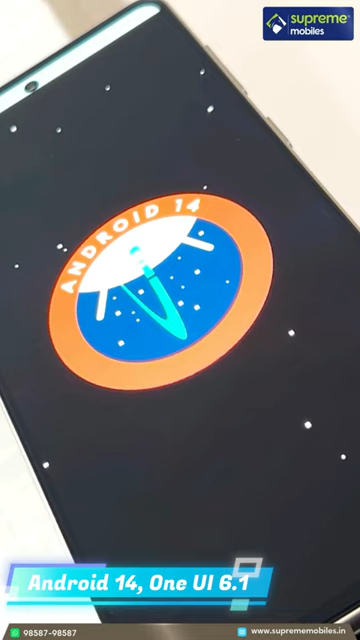 supreme
mobiles
ANDROID 14
Android 14, One UI 6.1
98587-98587
www.suprememobiles.in